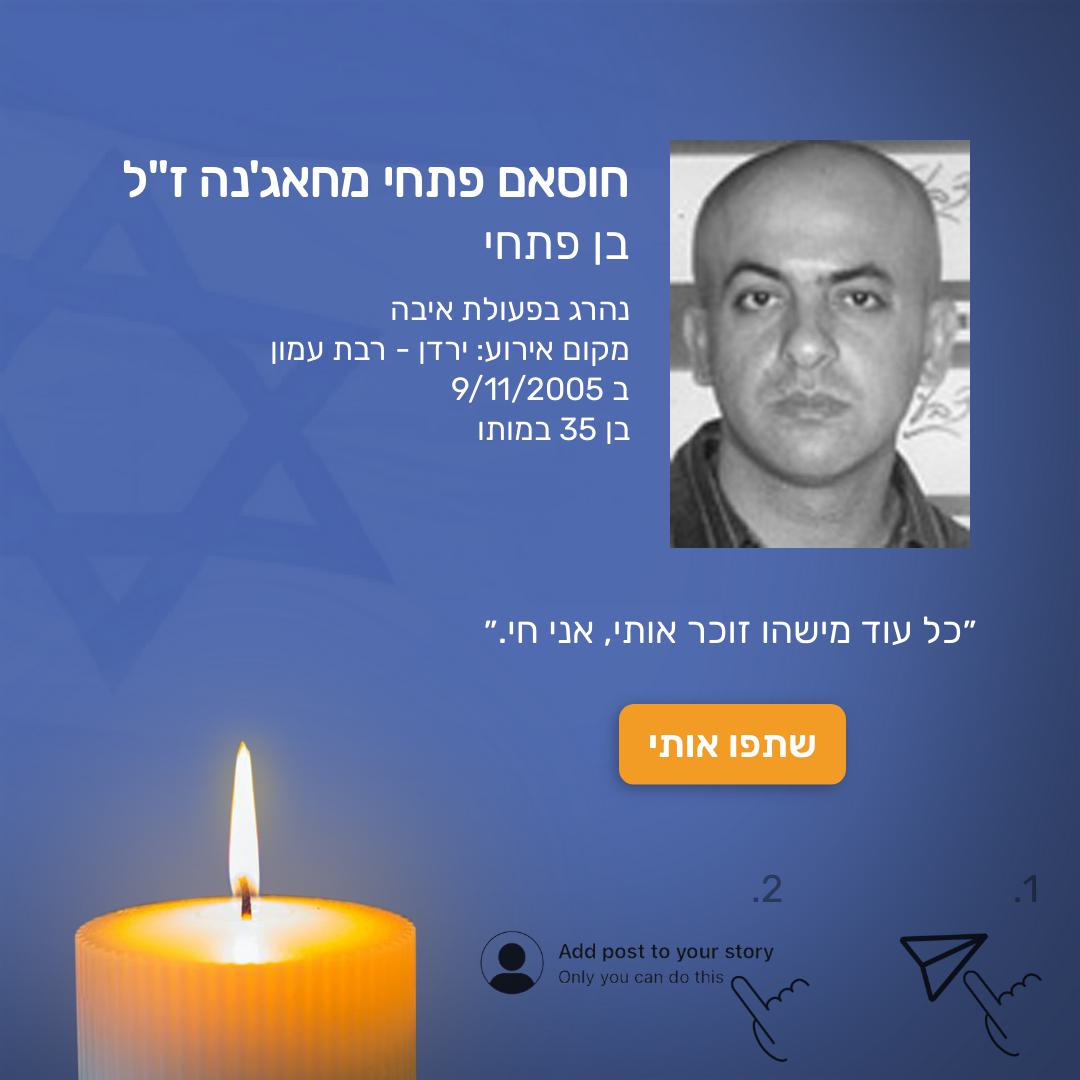 חוסאם פתחי מחאג'נה ז"ל
בן פתחי
נהרג בפעולת איבה
מקום אירוע: ירדן - רבת עמון
ב 9/11/2005
בן 35 במותו
״כל עוד מישהו זוכר אותי, אני חי.״
שתפו אותי
.1
.2
Add post to your story
Only you can do this